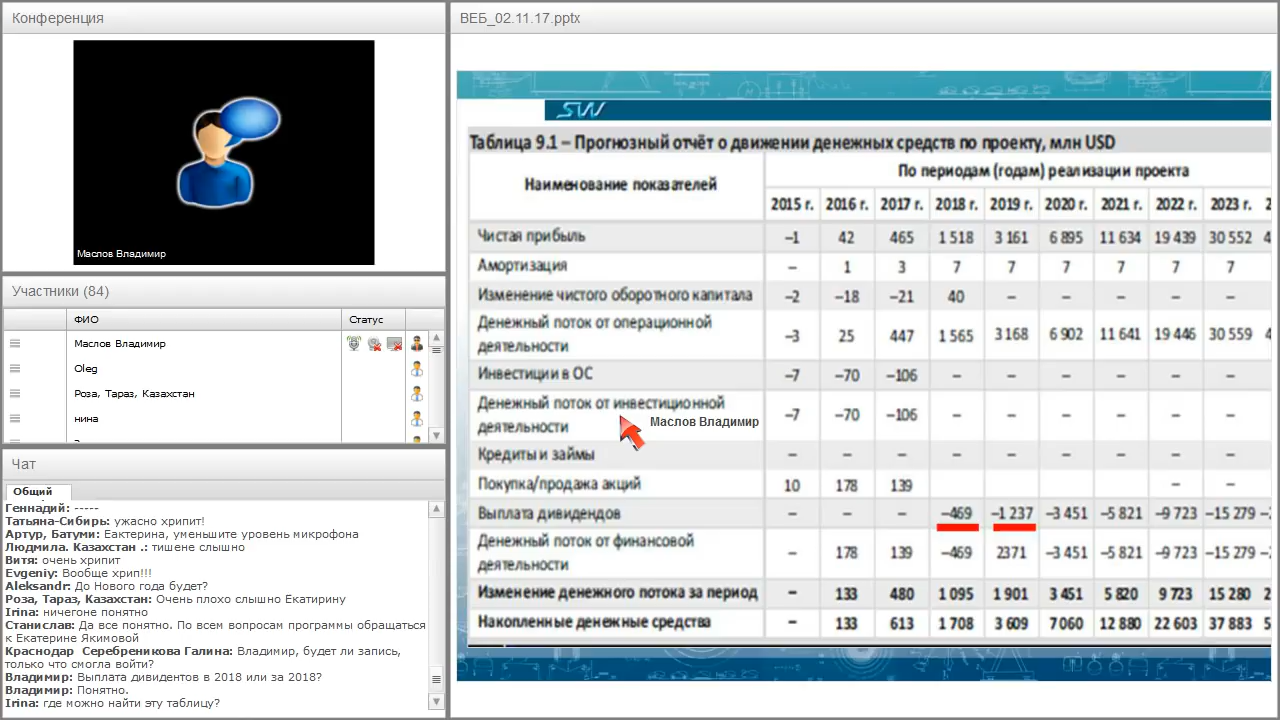 Конференция
Маслов Владимир
Участники (84)
ФИО Статус
Маслов Владимир
Oleg
Роза, Тараз, Казахстан
нина
Чат
Общий
Геннадий: -----
Татьяна-Сибирь: ужасно хрипит!
Артур, Батуми: Еактерина, уменьшите уровень микрофона
Людмила. Казахстан .: тишене слышно
Витя: очень хрипит
Evgeniy: Вообще хрип!!!
Aleksandr: До Нового года будет?
Роза, Тараз, Казахстан: Очень плохо слышно Екатирину
Irina: ничегоне понятно
Станислав: Да все понятно. По всем вопросам программы обращаться
к Екатерине Якимовой
Краснодар Серебреникова Галина: Владимир, будет ли запись,
только что смогла войти?
Владимир: Выплата дивидентов в 2018 или за 2018?
Владимир: Понятно.
Irina: где можно найти эту таблицу?
ВЕБ_02.11.17.pptx
SW
Таблица 9.1 – Прогнозный отчёт о движении денежных средств по проекту, млн USD
Наименование показателей
По периодам (годам) реализации проекта
2015 г. 2016 г. 2017 г. 2018 г. 2019 г. 2020 г. 2021 г. 2022 г. 2023 г. 2
Чистая прибыль –1 42 465 1 518 3 161 6 895 11 634 19 439 30 552 4
Амортизация – 1 3 7 7 7 7 7 7
Изменение чистого оборотного капитала –2 –18 –21 40 – – – – –
Денежный поток от операционной
деятельности –3 25 447 1 565 3 168 6 902 11 641 19 446 30 559 4
Инвестиции в ОС –7 –70 –106 – – – – – –
Денежный поток от инвестиционной
деятельности –7 –70 –106 – – – – – –
Маслов Владимир
Кредиты и займы – – – – – – – – –
Покупка/продажа акций 10 178 139 – –
Выплата дивидендов – – – –469 –1 237 –3 451 –5 821 –9 723 –15 279 –2
Денежный поток от финансовой
деятельности – 178 139 –469 2371 –3 451 –5 821 –9 723 –15 279 –2
Изменение денежного потока за период – 133 480 1 095 1 901 3 451 5 820 9 723 15 280 2
Накопленные денежные средства – 133 613 1 708 3 609 7 060 12 880 22 603 37 883 5